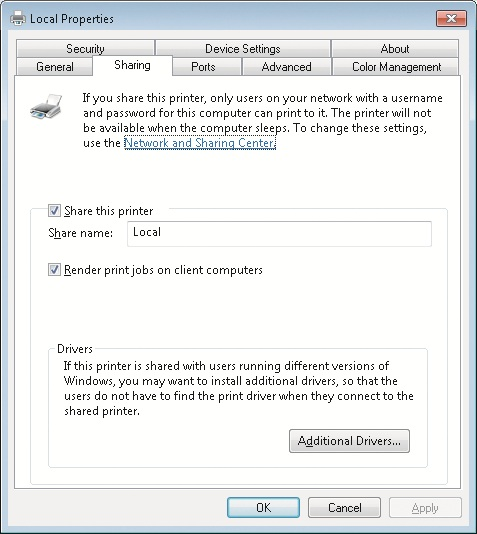 Local Properties
Security Device Settings About
General Sharing Ports Advanced Color Management
If you share this printer, only users on your network with a username
and password for this computer can print to it. The printer will not
be available when the computer sleeps. To change these settings,
use the Network and Sharing Center.
Share this printer
Share name: Local
Render print jobs on client computers
Drivers
If this printer is shared with users running different versions of
Windows, you may want to install additional drivers, so that the
users do not have to find the print driver when they connect to the
shared printer.
Additional Drivers...
OK Cancel Apply